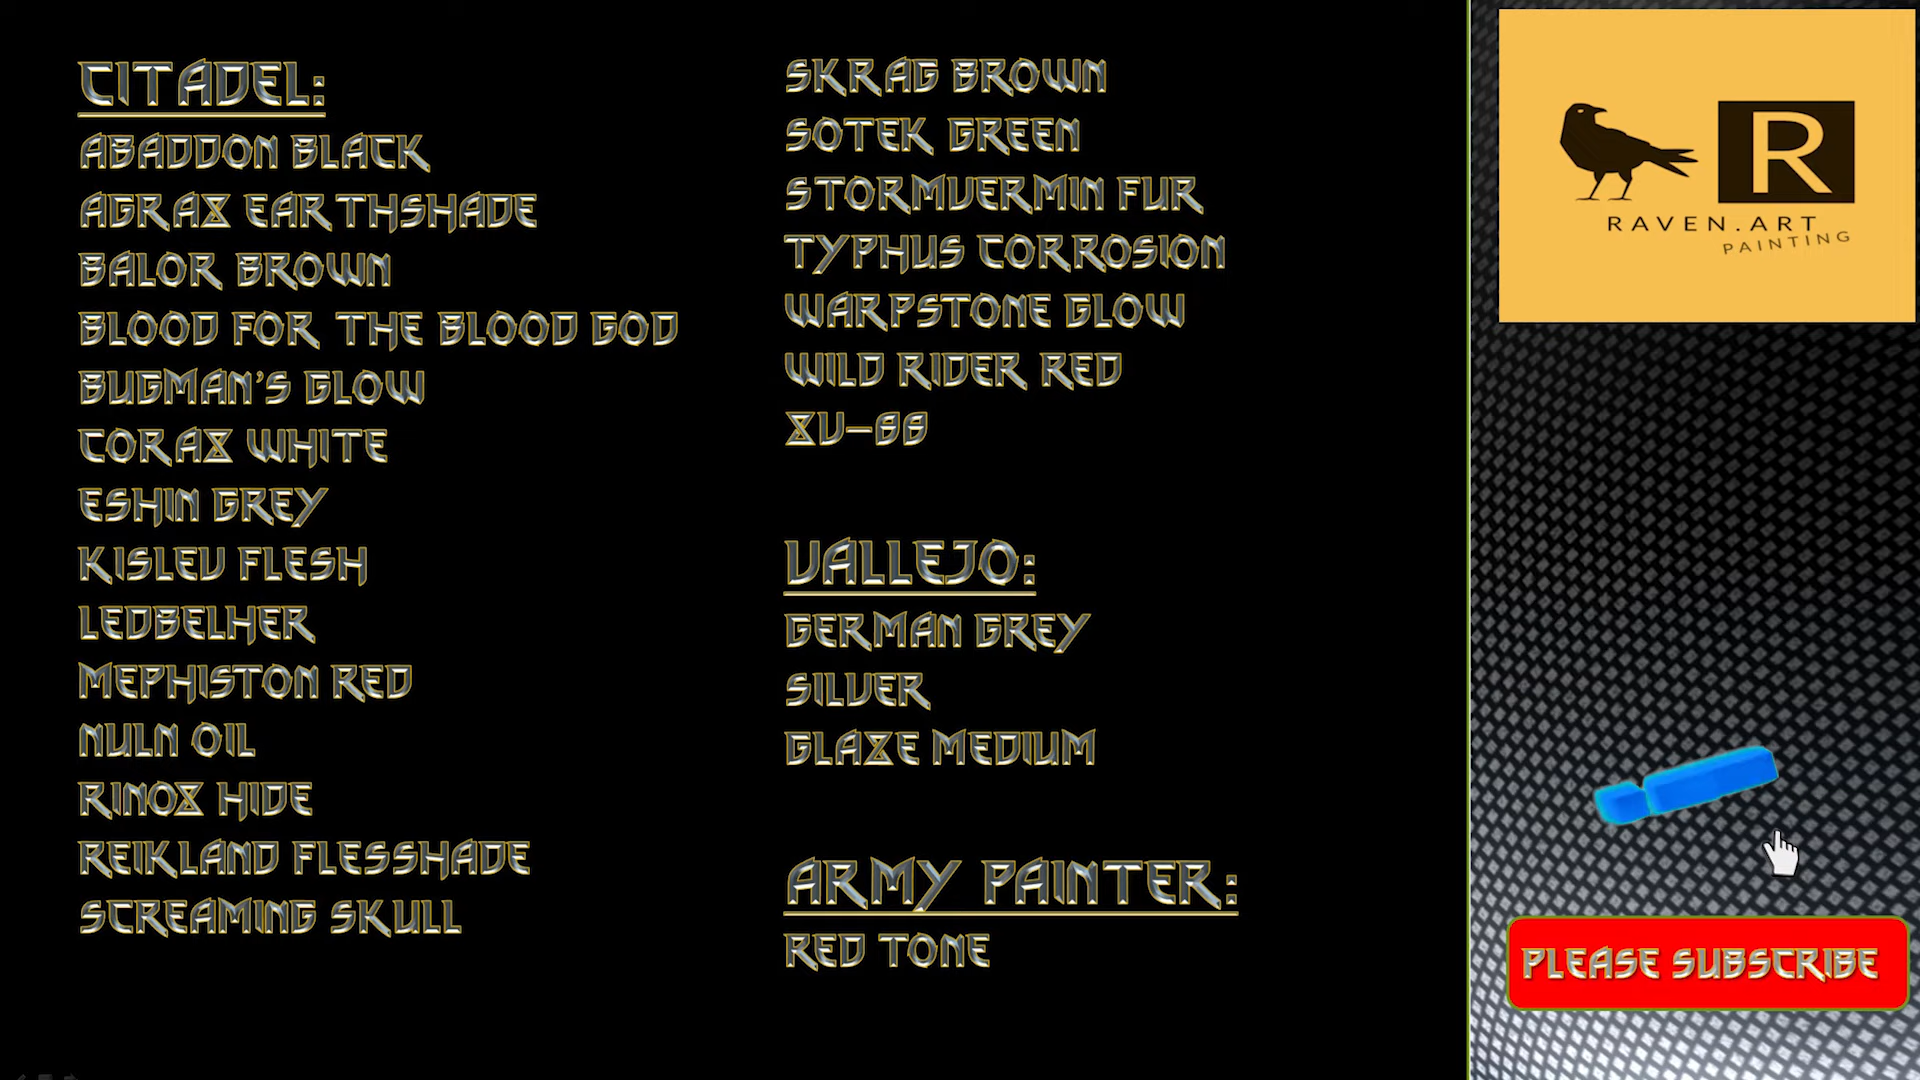 CITADEL:
ABADDON BLACK
AGRAX EARTHSHADE
BALOR BROWN
BLOOD FOR THE BLOOD GOD
BUGMAN'S GLOW
CORAX WHITE
ESHIN GREY
KISLEV FLESH
LEDBELHER
MEPHISTON RED
NULN OIL
RINOX HIDE
REIKLAND FLESSHADE
SCREAMING SKULL
SKRAG BROWN
SOTEK GREEN
STORMVERMIN FUR
TYPHUS CORROSION
WARPSTONE GLOW
WILD RIDER RED
XV-88
VALLEJO:
GERMAN GREY
SILVER
GLAZE MEDIUM
ARMY PAINTER:
RED TONE
R
RAVEN.ART
PAINTING
PLEASE SUBSCRIBE